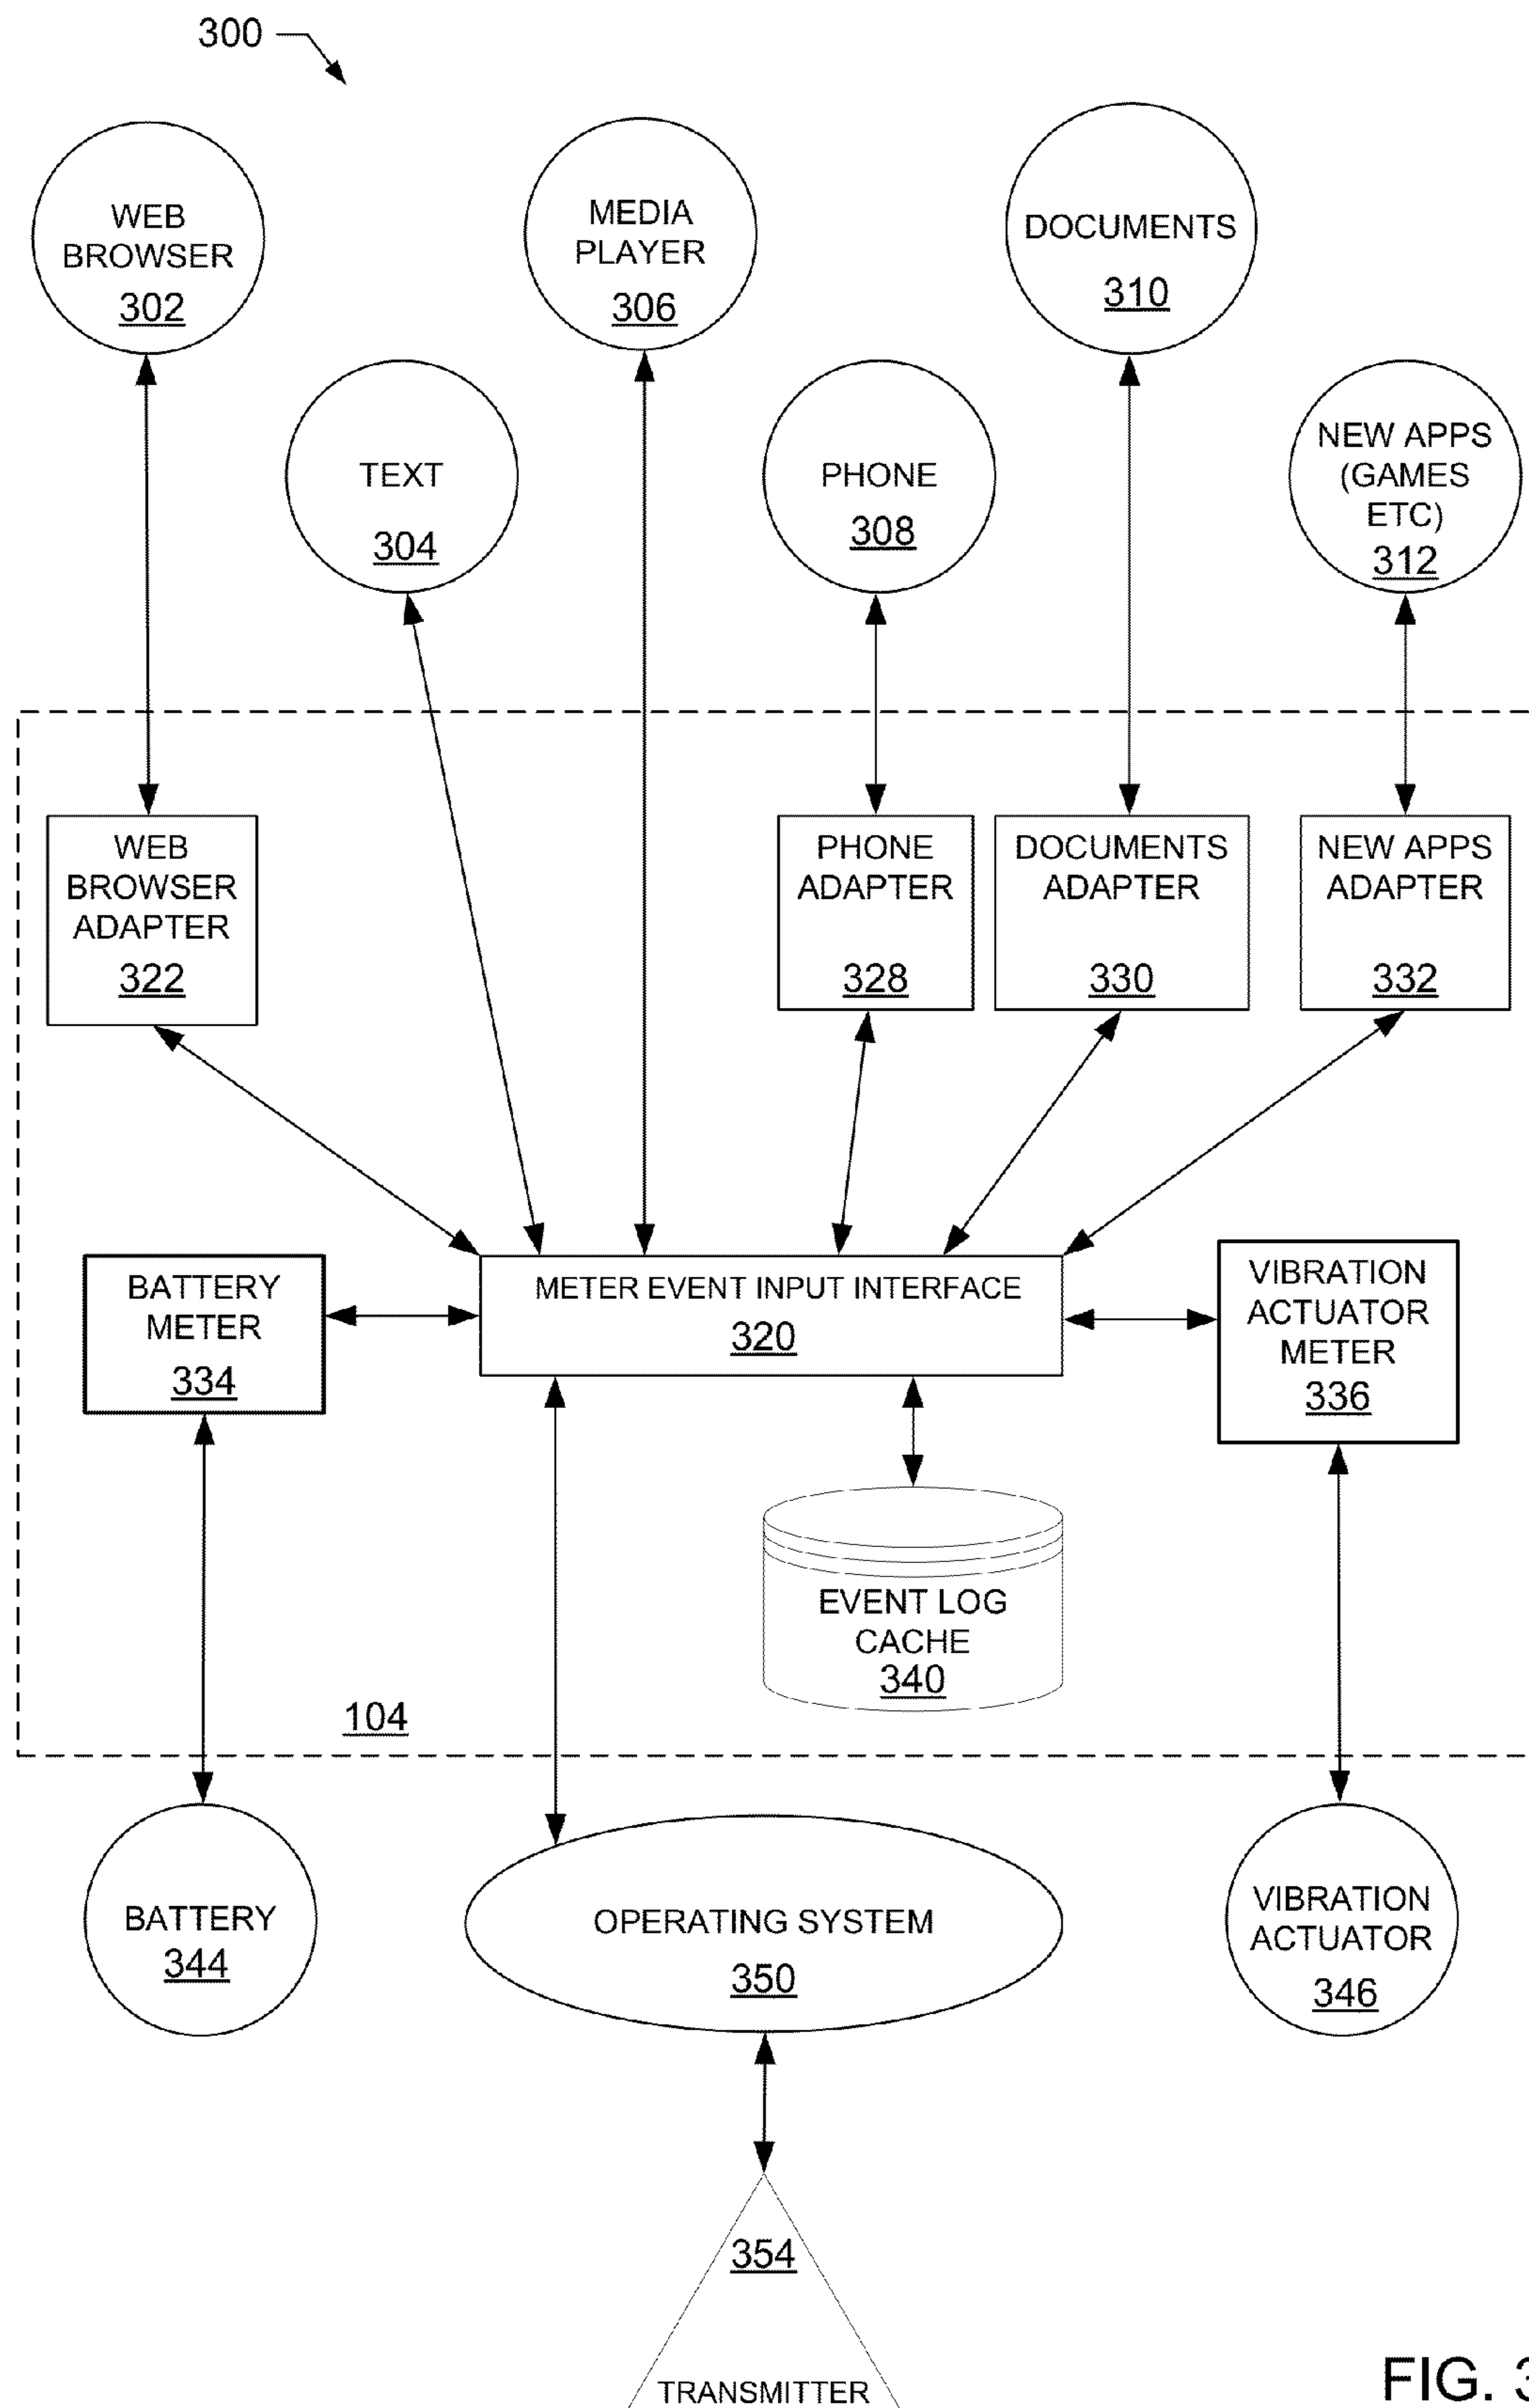 300
WEB
BROWSER
302
MEDIA
PLAYER
306
DOCUMENTS
310
TEXT
304
PHONE
308
NEW APPS
(GAMES
ETC)
312
WEB
BROWSER
ADAPTER
322
PHONE
ADAPTER
328
DOCUMENTS
ADAPTER
330
NEW APPS
ADAPTER
332
BATTERY
METER
334
METER EVENT INPUT INTERFACE
320
VIBRATION
ACTUATOR
METER
336
EVENT LOG
CACHE
340
104
BATTERY
344
OPERATING SYSTEM
350
VIBRATION
ACTUATOR
346
354
TRANSMITTER
FIG. 3